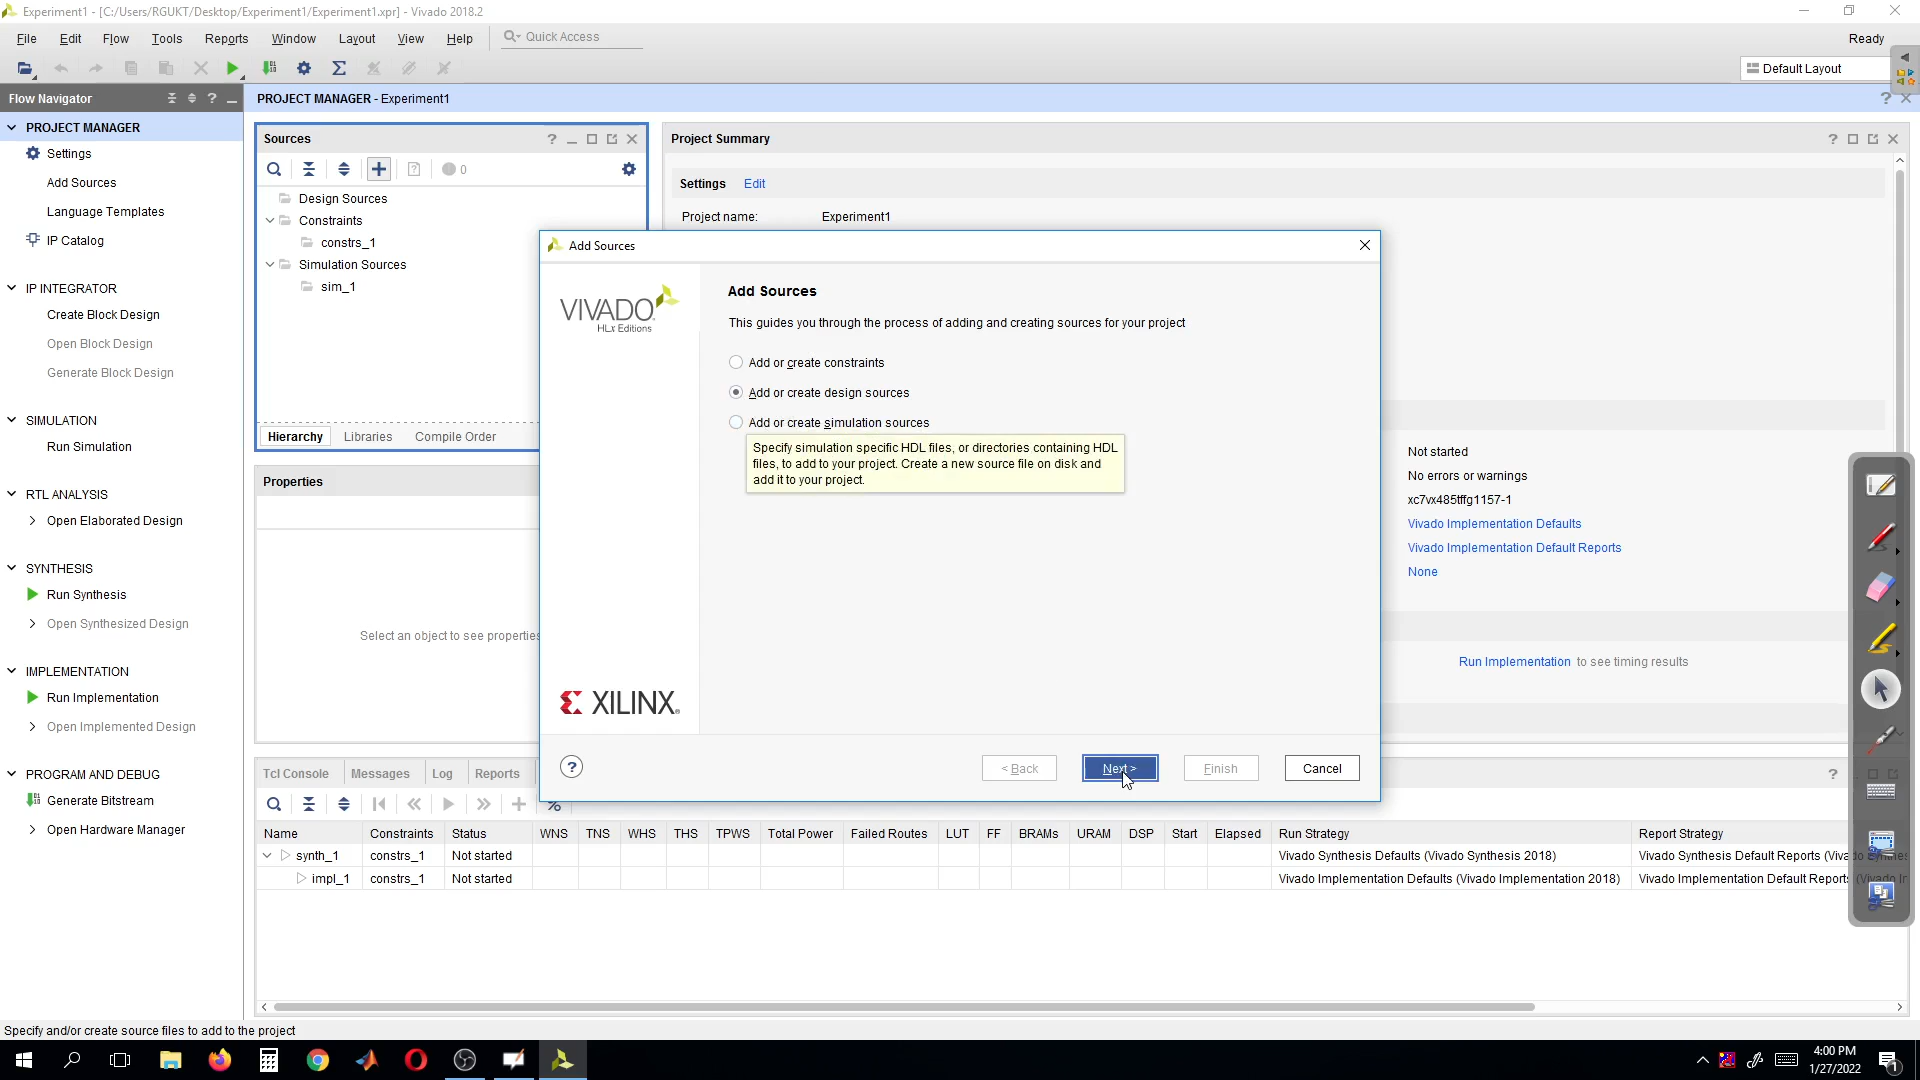 Experiment1 - [C:/Users/RGUKT/Desktop/Experiment1/Experiment1.xpr] - Vivado 2018.2
File Edit Flow Tools Reports Window Layout View Help Quick Access Ready
Default Layout
Flow Navigator
PROJECT MANAGER - Experiment1
PROJECT MANAGER
Settings
Add Sources
Language Templates
IP Catalog
IP INTEGRATOR
Create Block Design
Open Block Design
Generate Block Design
SIMULATION
Run Simulation
RTL ANALYSIS
Open Elaborated Design
SYNTHESIS
Run Synthesis
Open Synthesized Design
IMPLEMENTATION
Run Implementation
Open Implemented Design
PROGRAM AND DEBUG
Generate Bitstream
Open Hardware Manager
Sources
0
Design Sources
Constraints
constrs_1
Simulation Sources
sim_1
Hierarchy Libraries Compile Order
Properties
Select an object to see properties
Project Summary
Settings Edit
Project name: Experiment1
Not started
No errors or warnings
xc7vx485tffg1157-1
Vivado Implementation Defaults
Vivado Implementation Default Reports
None
Run Implementation to see timing results
Add Sources
VIVADO
HLx Editions
Add Sources
This guides you through the process of adding and creating sources for your project
Add or create constraints
Add or create design sources
Add or create simulation sources
Specify simulation specific HDL files, or directories containing HDL
files, to add to your project. Create a new source file on disk and
add it to your project.
XILINX
? < Back Next > Finish Cancel
Tcl Console Messages Log Reports
Name Constraints Status WNS TNS WHS THS TPWS Total Power Failed Routes LUT FF BRAMs URAM DSP Start Elapsed Run Strategy Report Strategy
synth_1 constrs_1 Not started Vivado Synthesis Defaults (Vivado Synthesis 2018) Vivado Synthesis Default Reports
impl_1 constrs_1 Not started Vivado Implementation Defaults (Vivado Implementation 2018) Vivado Implementation Default Report
Specify and/or create source files to add to the project
4:00 PM
1/27/2022
1